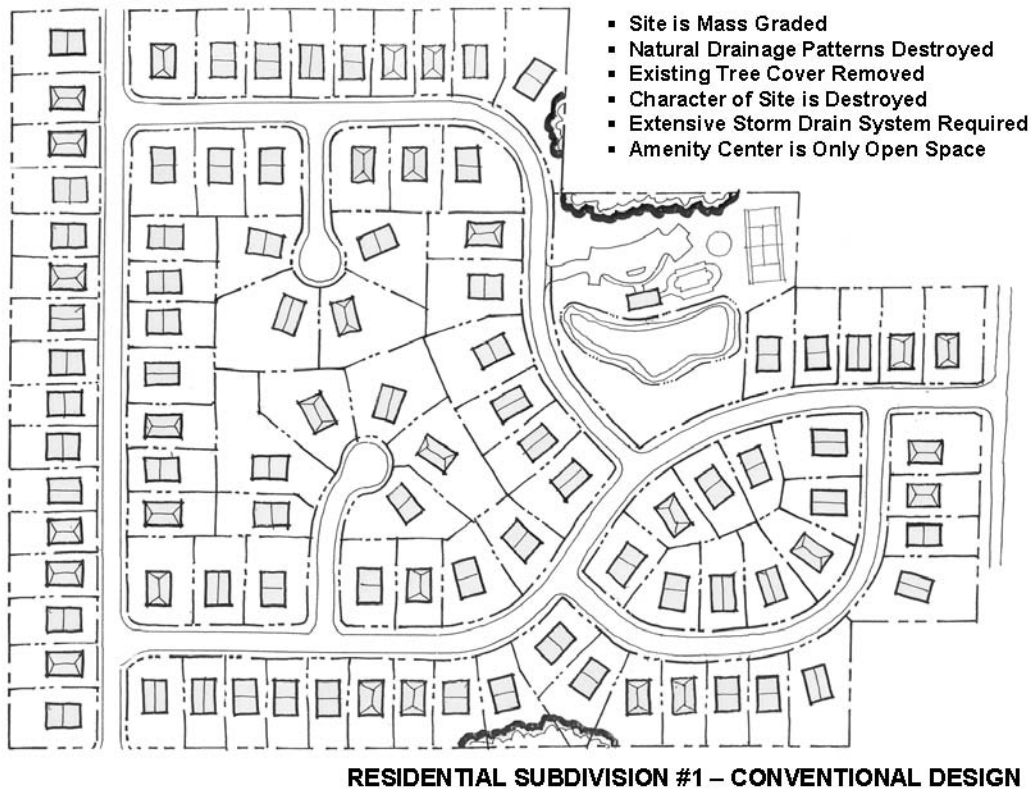 ▪ Site is Mass Graded
▪ Natural Drainage Patterns Destroyed
▪ Existing Tree Cover Removed
▪ Character of Site is Destroyed
▪ Extensive Storm Drain System Required
▪ Amenity Center is Only Open Space
RESIDENTIAL SUBDIVISION #1 – CONVENTIONAL DESIGN